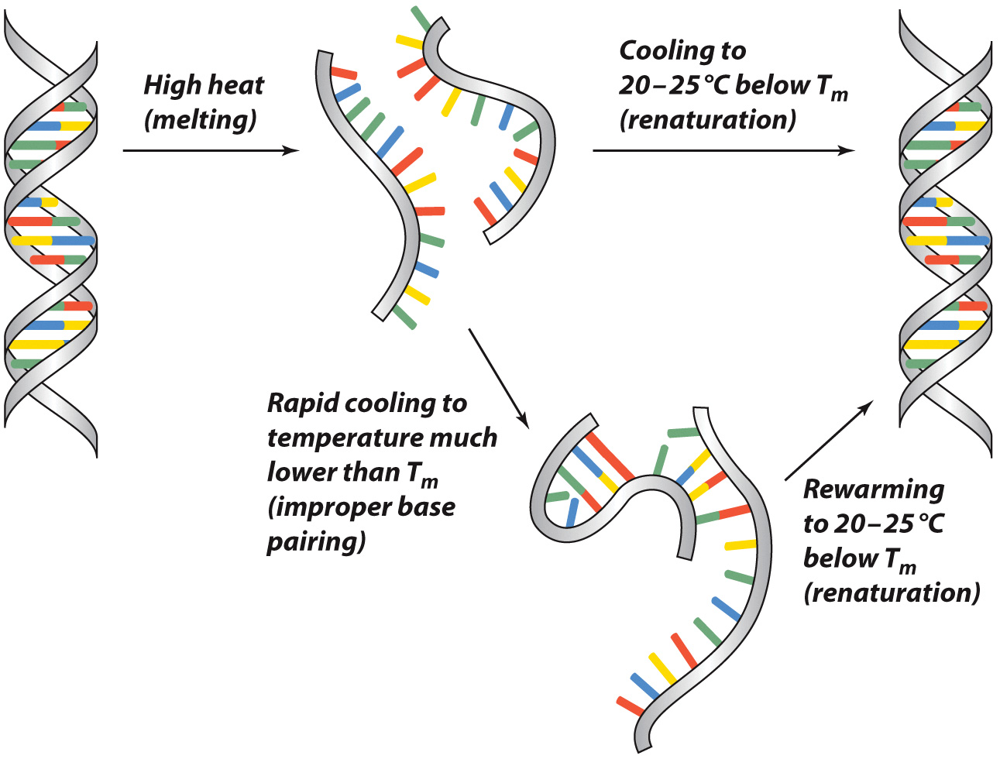 High heat
(melting)
Cooling to
20–25°C below Tm
(renaturation)
Rapid cooling to
temperature much
lower than Tm
(improper base
pairing)
Rewarming
to 20–25°C
below Tm
(renaturation)